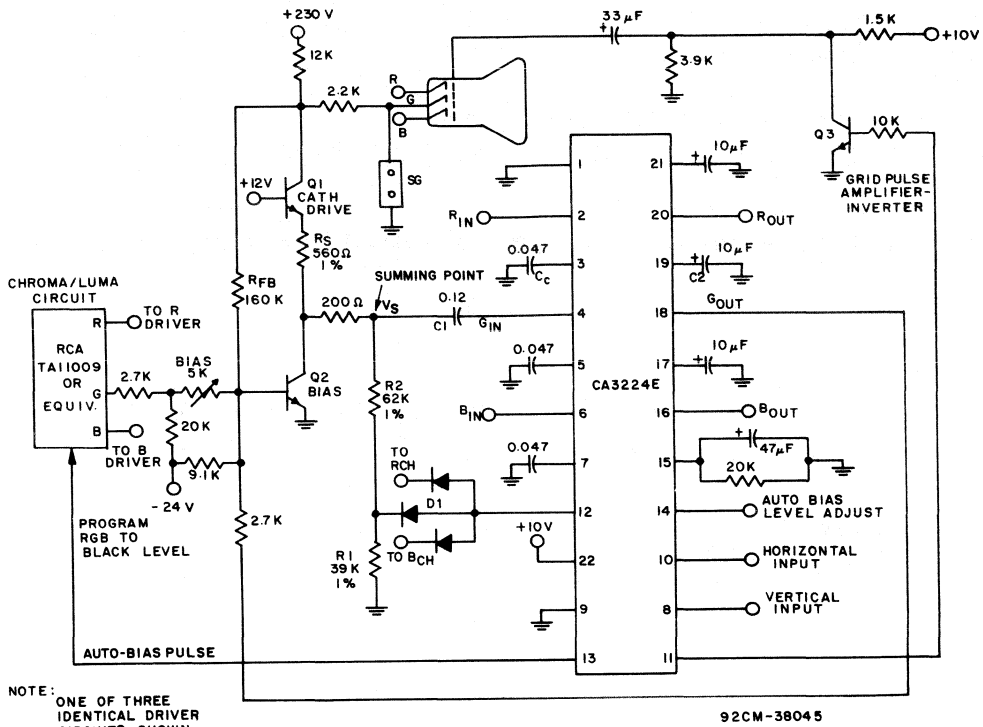 +230 V
12K
2.2K
R
G
B
SG
33 µF
3.9K
1.5K
+10V
Q3
10K
GRID PULSE
AMPLIFIER-
INVERTER
+12V
Q1
CATH
DRIVE
RS
560Ω
1%
RFB
160 K
SUMMING POINT
200Ω
VS
0.12
C1
GIN
Q2
BIAS
R2
62K
1%
R1
39 K
1%
CHROMA/LUMA
CIRCUIT
R
TO R
DRIVER
RCA
TA11009
OR
EQUIV.
G
B
2.7K
BIAS
5K
20K
TO B
DRIVER
9.1K
-24 V
2.7K
PROGRAM
RGB TO
BLACK LEVEL
AUTO-BIAS PULSE
TO
RCH
D1
TO BCH
+10V
RIN
0.047
CC
0.047
BIN
0.047
CA3224E
1
2
3
4
5
6
7
12
22
9
13
21
20
19
18
17
16
15
14
10
8
11
10µF
+
ROUT
10µF
+
C2
GOUT
10µF
+
BOUT
+
47µF
20K
AUTO BIAS
LEVEL ADJUST
HORIZONTAL
INPUT
VERTICAL
INPUT
NOTE:
ONE OF THREE
IDENTICAL DRIVER
CIRCUITS SHOWN
92CM-38045